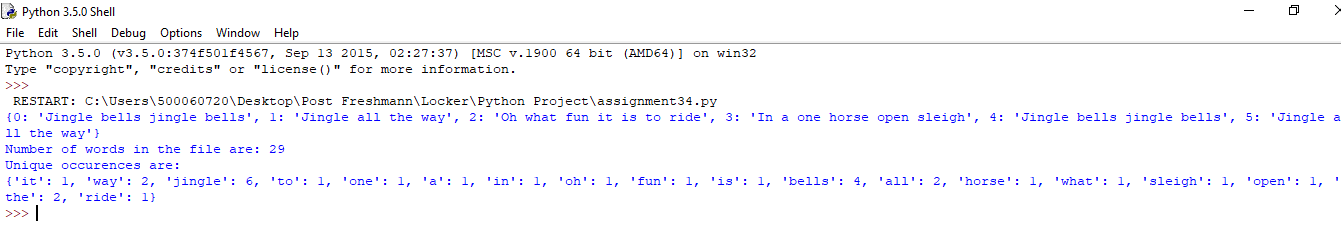 Python 3.5.0 Shell
File Edit Shell Debug Options Window Help
Python 3.5.0 (v3.5.0:374f501f4567, Sep 13 2015, 02:27:37) [MSC v.1900 64 bit (AMD64)] on win32
Type "copyright", "credits" or "license()" for more information.
>>>
 RESTART: C:\Users\500060720\Desktop\Post Freshmann\Locker\Python Project\assignment34.py
{0: 'Jingle bells jingle bells', 1: 'Jingle all the way', 2: 'Oh what fun it is to ride', 3: 'In a one horse open sleigh', 4: 'Jingle bells jingle bells', 5: 'Jingle a
ll the way'}
Number of words in the file are: 29
Unique occurences are:
{'it': 1, 'way': 2, 'jingle': 6, 'to': 1, 'one': 1, 'a': 1, 'in': 1, 'oh': 1, 'fun': 1, 'is': 1, 'bells': 4, 'all': 2, 'horse': 1, 'what': 1, 'sleigh': 1, 'open': 1, '
the': 2, 'ride': 1}
>>>